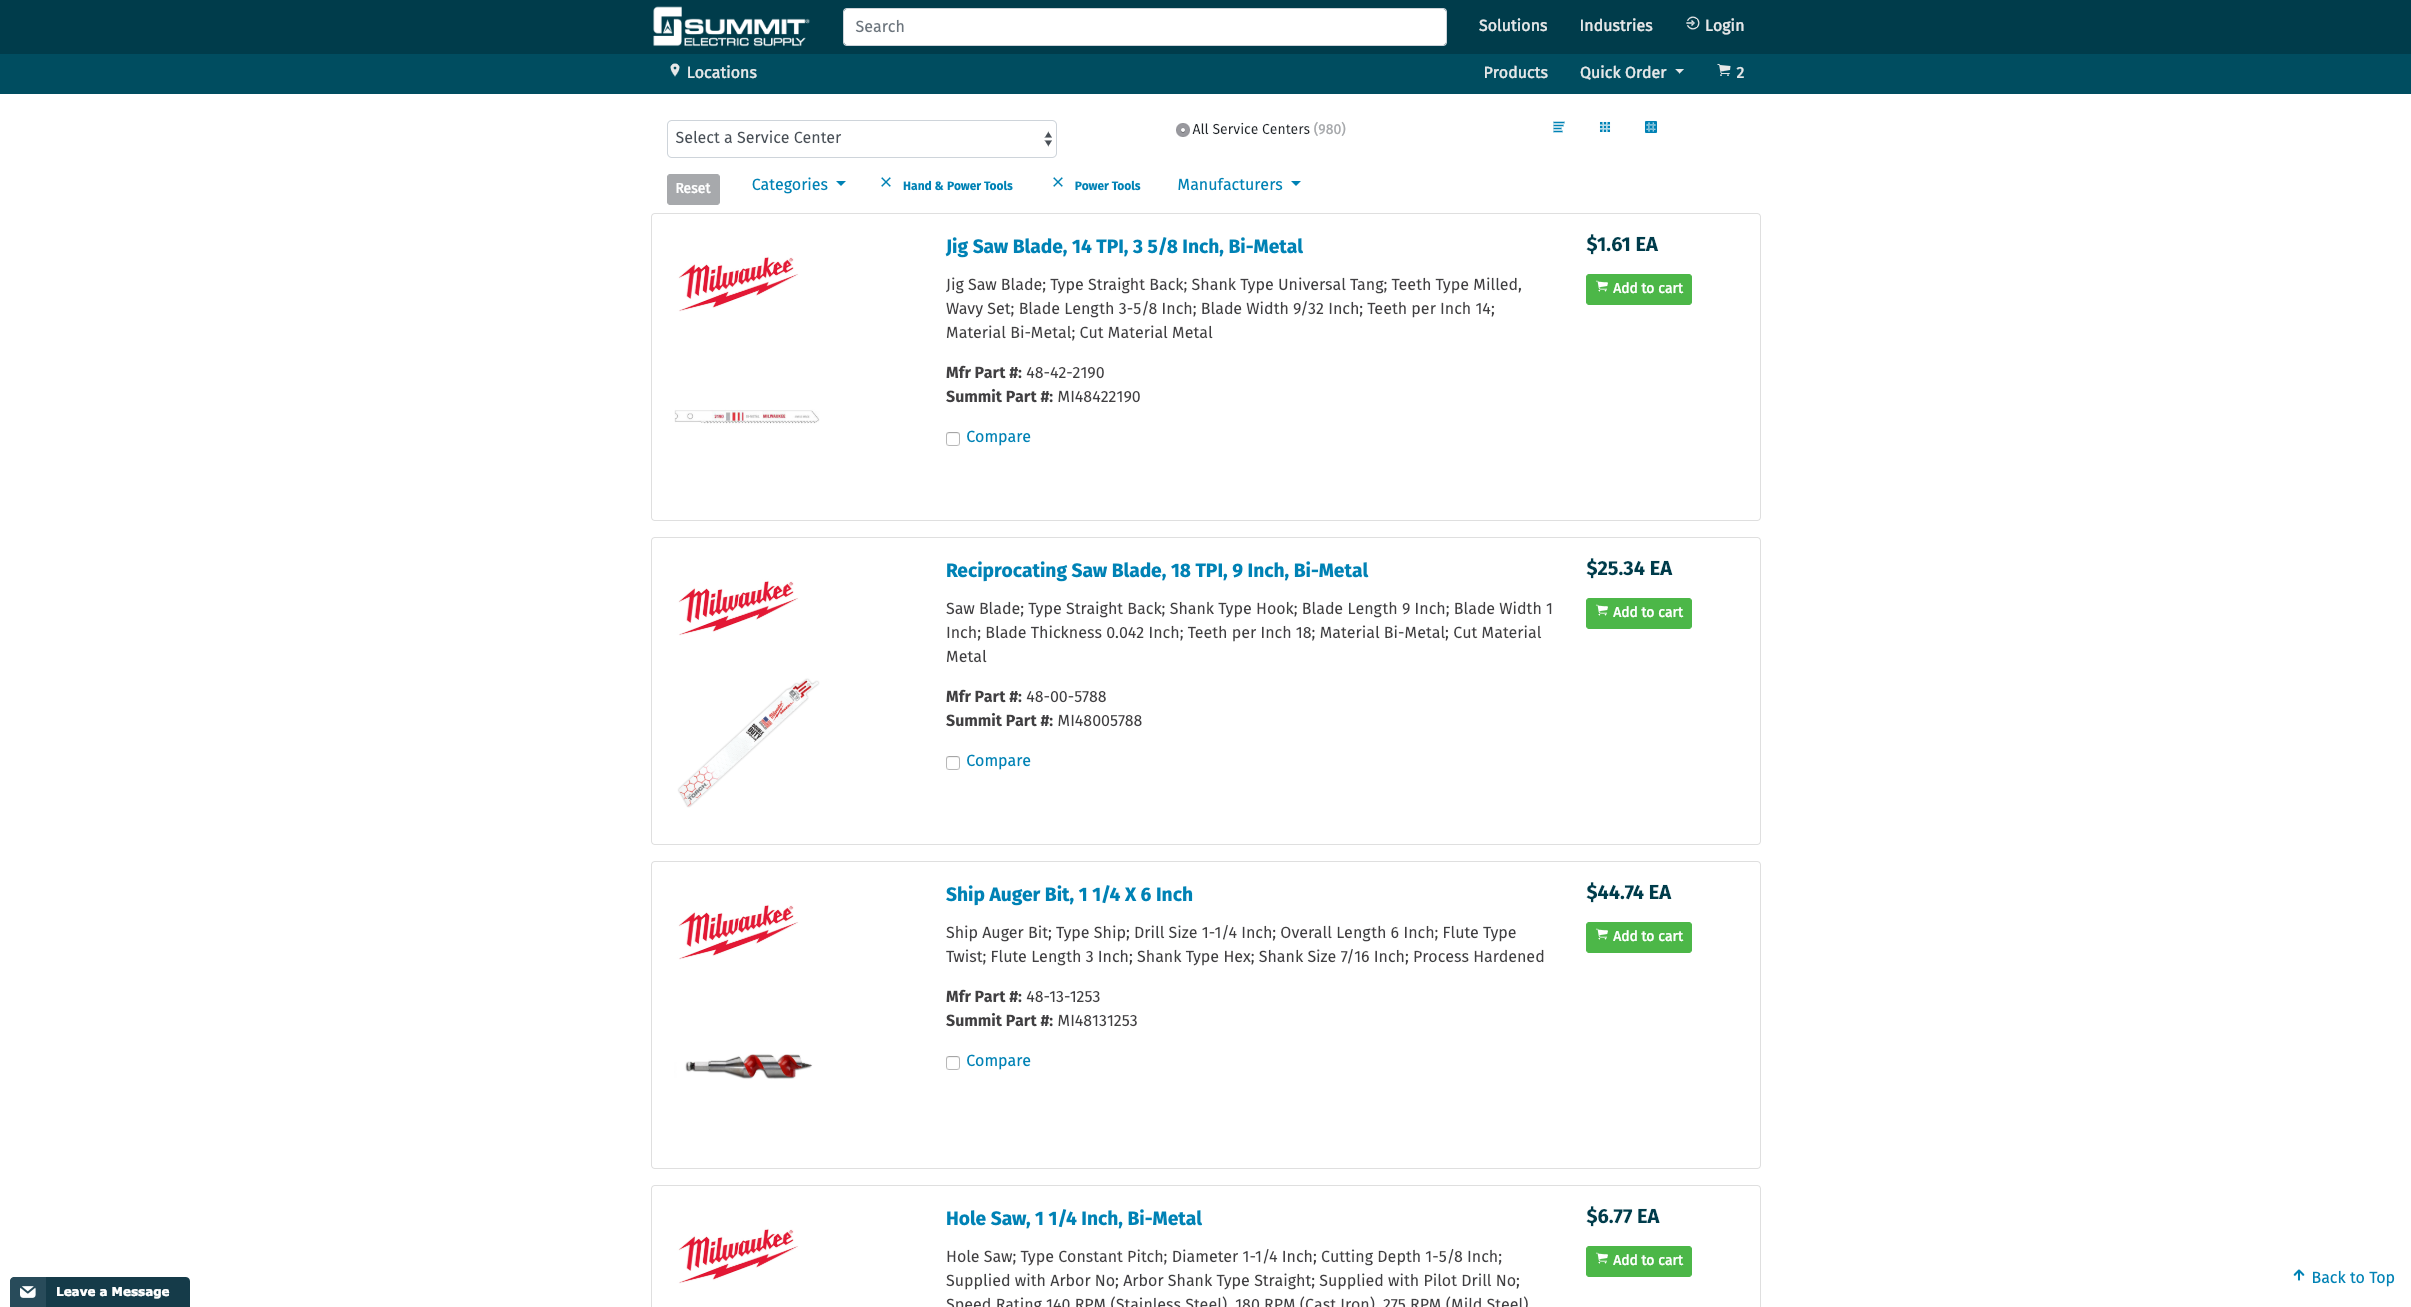 SUMMIT
ELECTRIC SUPPLY
Search
Solutions
Industries
Login
Locations
Products
Quick Order
2
Select a Service Center
All Service Centers (980)
Reset
Categories
Hand & Power Tools
Power Tools
Manufacturers
Milwaukee
Jig Saw Blade, 14 TPI, 3 5/8 Inch, Bi-Metal
$1.61 EA
Add to cart
Jig Saw Blade; Type Straight Back; Shank Type Universal Tang; Teeth Type Milled,
Wavy Set; Blade Length 3-5/8 Inch; Blade Width 9/32 Inch; Teeth per Inch 14;
Material Bi-Metal; Cut Material Metal
Mfr Part #: 48-42-2190
Summit Part #: MI48422190
Compare
Milwaukee
Reciprocating Saw Blade, 18 TPI, 9 Inch, Bi-Metal
$25.34 EA
Add to cart
Saw Blade; Type Straight Back; Shank Type Hook; Blade Length 9 Inch; Blade Width 1
Inch; Blade Thickness 0.042 Inch; Teeth per Inch 18; Material Bi-Metal; Cut Material
Metal
Mfr Part #: 48-00-5788
Summit Part #: MI48005788
Compare
Milwaukee
Ship Auger Bit, 1 1/4 X 6 Inch
$44.74 EA
Add to cart
Ship Auger Bit; Type Ship; Drill Size 1-1/4 Inch; Overall Length 6 Inch; Flute Type
Twist; Flute Length 3 Inch; Shank Type Hex; Shank Size 7/16 Inch; Process Hardened
Mfr Part #: 48-13-1253
Summit Part #: MI48131253
Compare
Milwaukee
Hole Saw, 1 1/4 Inch, Bi-Metal
$6.77 EA
Add to cart
Hole Saw; Type Constant Pitch; Diameter 1-1/4 Inch; Cutting Depth 1-5/8 Inch;
Supplied with Arbor No; Arbor Shank Type Straight; Supplied with Pilot Drill No;
Speed Rating 140 RPM (Stainless Steel), 180 RPM (Cast Iron), 275 RPM (Mild Steel)
Leave a Message
Back to Top